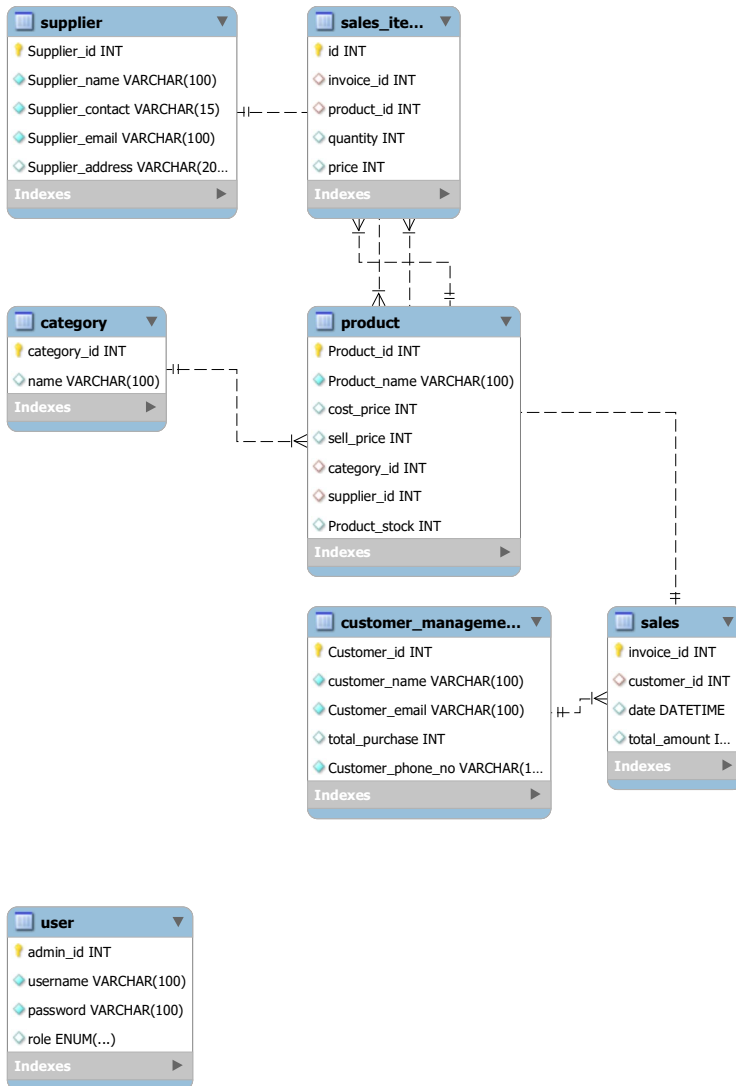 supplier
Supplier_id INT
Supplier_name VARCHAR(100)
Supplier_contact VARCHAR(15)
Supplier_email VARCHAR(100)
Supplier_address VARCHAR(20...
Indexes
sales_ite...
id INT
invoice_id INT
product_id INT
quantity INT
price INT
Indexes
category
category_id INT
name VARCHAR(100)
Indexes
product
Product_id INT
Product_name VARCHAR(100)
cost_price INT
sell_price INT
category_id INT
supplier_id INT
Product_stock INT
Indexes
customer_manageme...
Customer_id INT
customer_name VARCHAR(100)
Customer_email VARCHAR(100)
total_purchase INT
Customer_phone_no VARCHAR(1...
Indexes
sales
invoice_id INT
customer_id INT
date DATETIME
total_amount I...
Indexes
user
admin_id INT
username VARCHAR(100)
password VARCHAR(100)
role ENUM(...)
Indexes